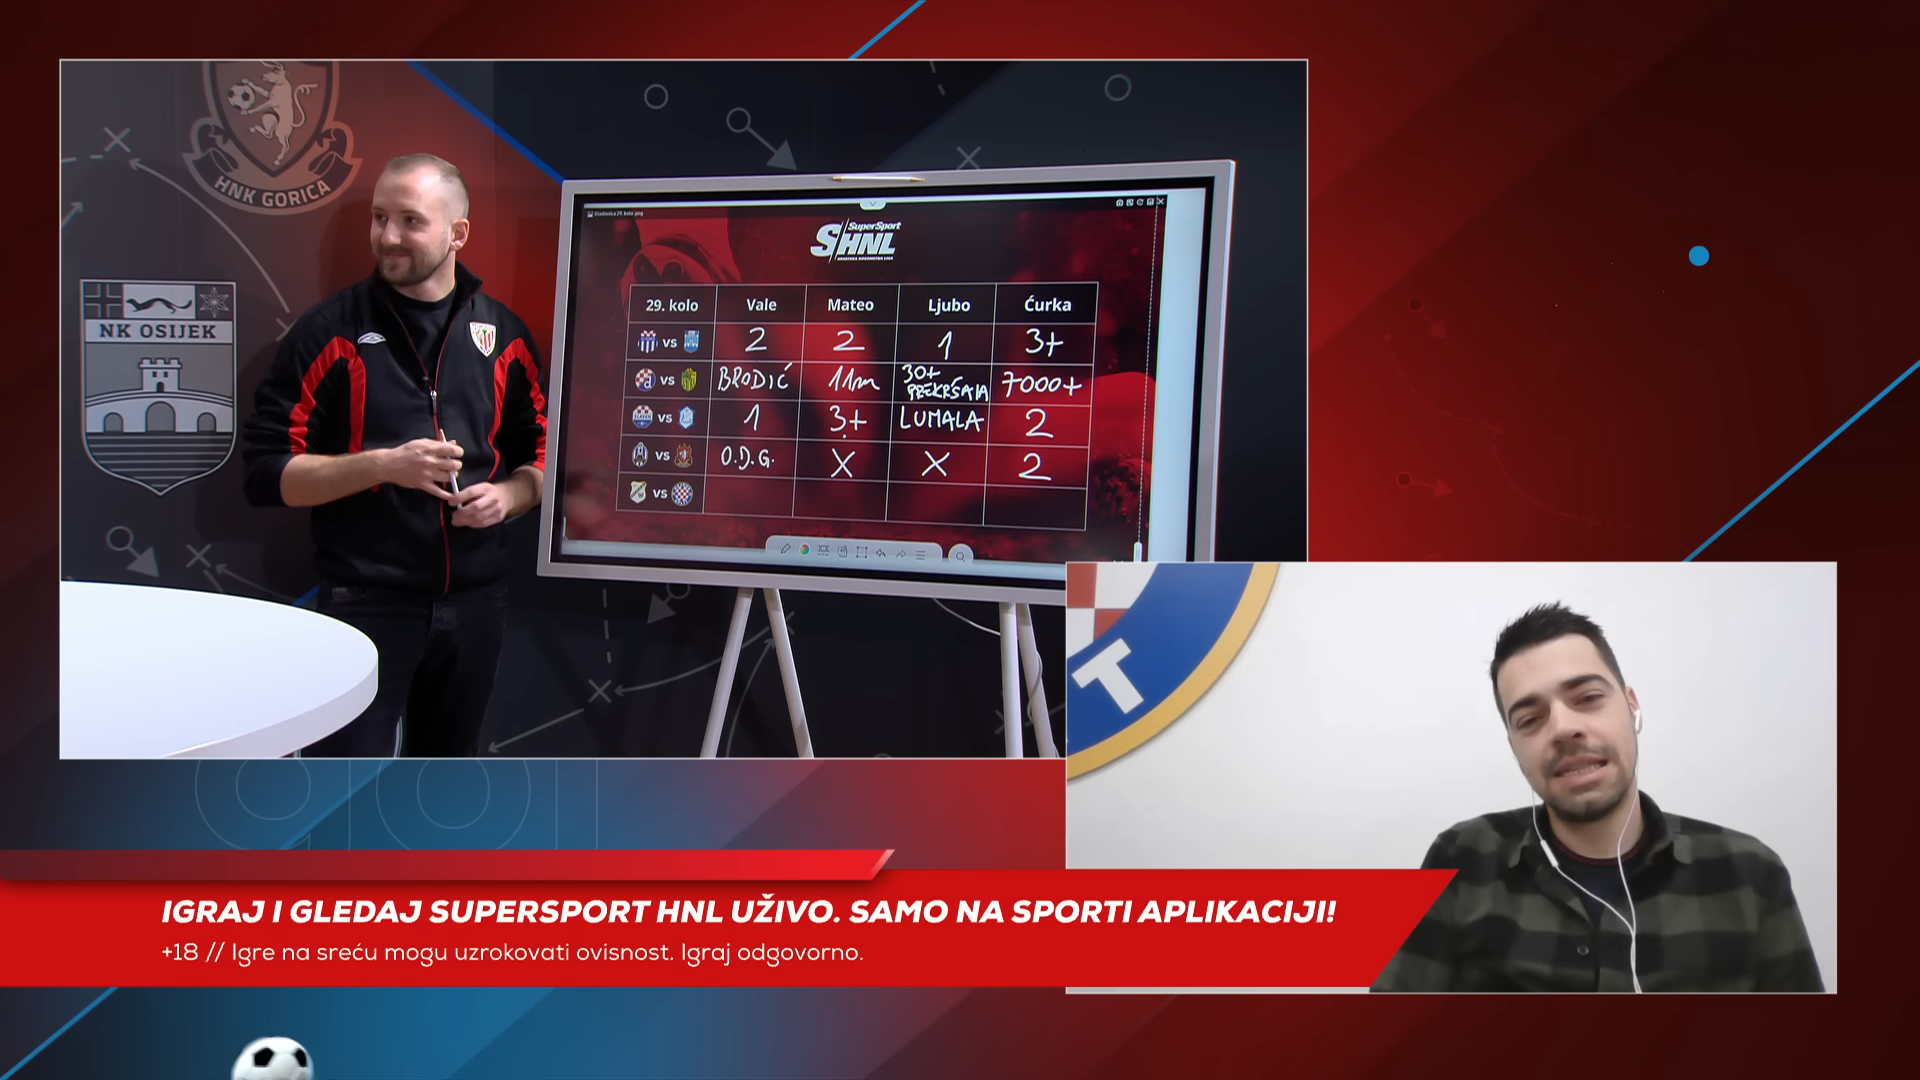 HNK GORICA
NK OSIJEK
SuperSport
SHNL
29. kolo Vale Mateo Ljubo Ćurka
vs 2 2 1 3+
vs BRODIĆ 11m 30+ PREKRŠAJA 7000+
vs 1 3+ LUMALA 2
vs O.D.G. X X 2
vs
T
IGRAJ I GLEDAJ SUPERSPORT HNL UŽIVO. SAMO NA SPORTI APLIKACIJI!
+18 // Igre na sreću mogu uzrokovati ovisnost. Igraj odgovorno.